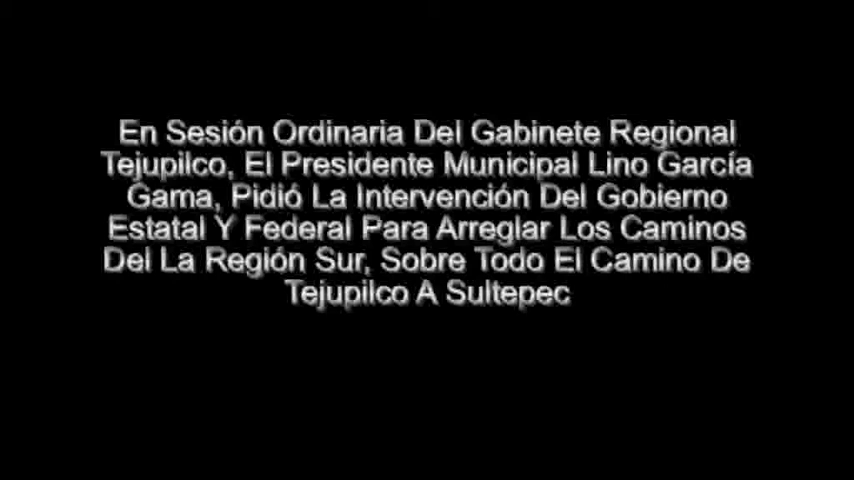 En Sesión Ordinaria Del Gabinete Regional
Tejupilco, El Presidente Municipal Lino García
Gama, Pidió La Intervención Del Gobierno
Estatal Y Federal Para Arreglar Los Caminos
Del La Región Sur, Sobre Todo El Camino De
Tejupilco A Sultepec